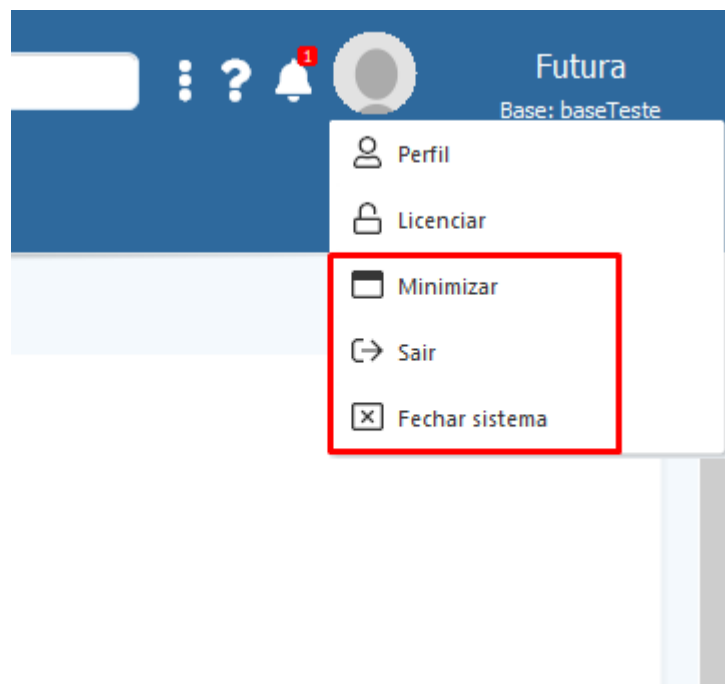 1
Futura
Base: baseTeste
Perfil
Licenciar
Minimizar
Sair
Fechar sistema